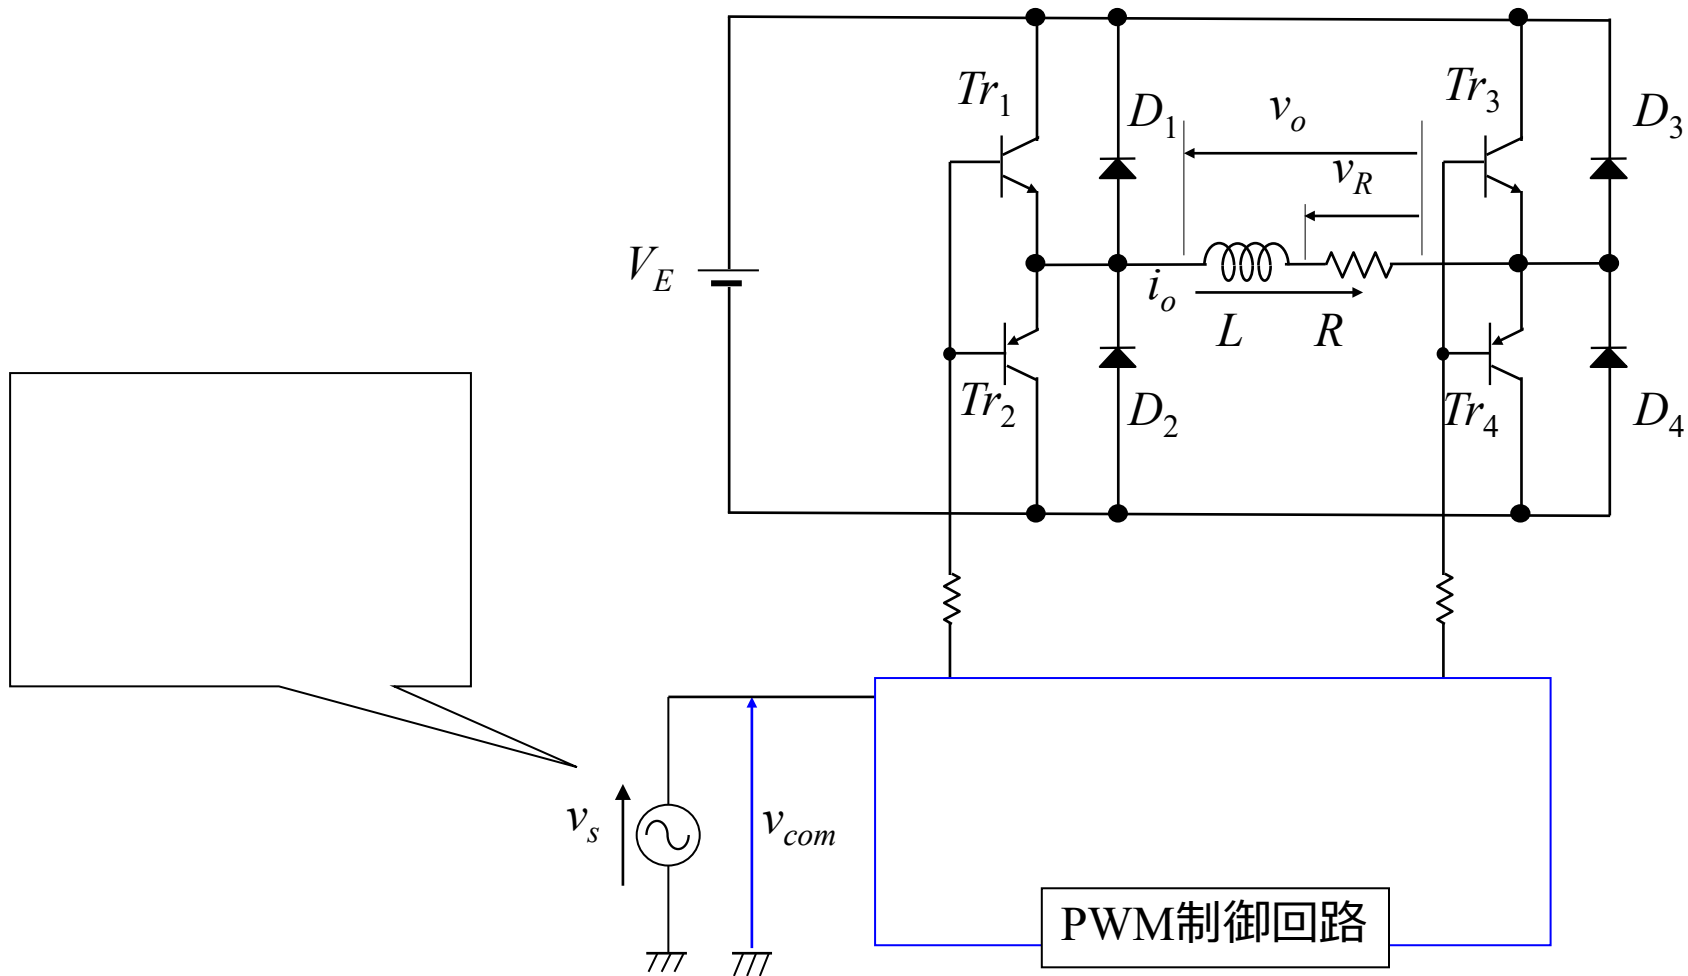 Tr1
D1
vo
Tr3
D3
vR
VE
io
L
R
Tr2
D2
Tr4
D4
vs
vcom
PWM制御回路